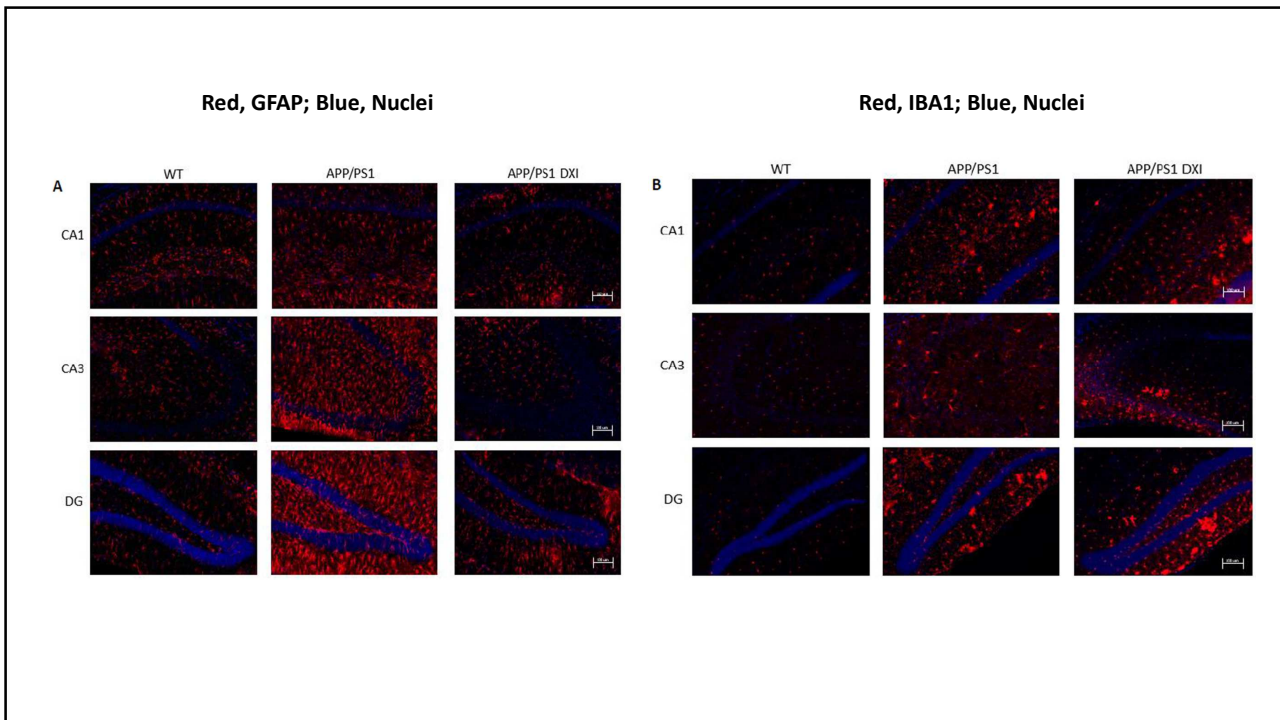 Red, GFAP; Blue, Nuclei
A
WT
APP/PS1
APP/PS1 DXI
CA1
CA3
DG
Red, IBA1; Blue, Nuclei
B
WT
APP/PS1
APP/PS1 DXI
CA1
CA3
DG